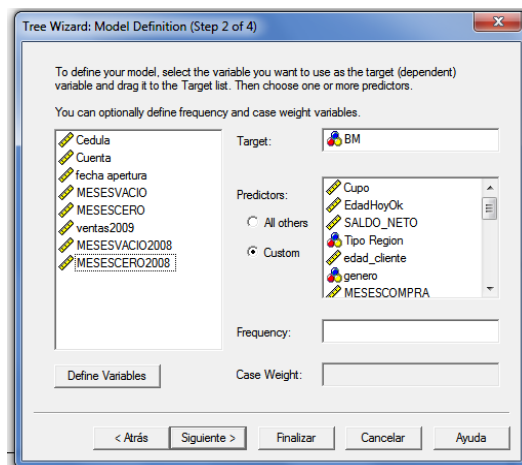 Tree Wizard: Model Definition (Step 2 of 4)
x
To define your model, select the variable you want to use as the target (dependent)
variable and drag it to the Target list. Then choose one or more predictors.
You can optionally define frequency and case weight variables.
Cedula
Cuenta
fecha apertura
MESESVACIO
MESESCERO
ventas2009
MESESVACIO2008
MESESCERO2008
Target:
BM
Predictors:
All others
Custom
Cupo
EdadHoyOk
SALDO_NETO
Tipo Region
edad_cliente
genero
MESESCOMPRA
Frequency:
Define Variables
Case Weight:
< Atrás
Siguiente >
Finalizar
Cancelar
Ayuda